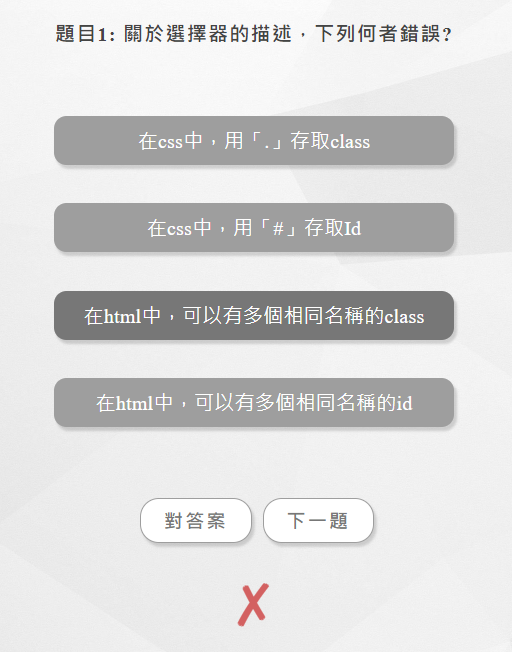 題目1: 關於選擇器的描述，下列何者錯誤?
在css中，用「.」存取class
在css中，用「#」存取Id
在html中，可以有多個相同名稱的class
在html中，可以有多個相同名稱的id
對答案
下一題